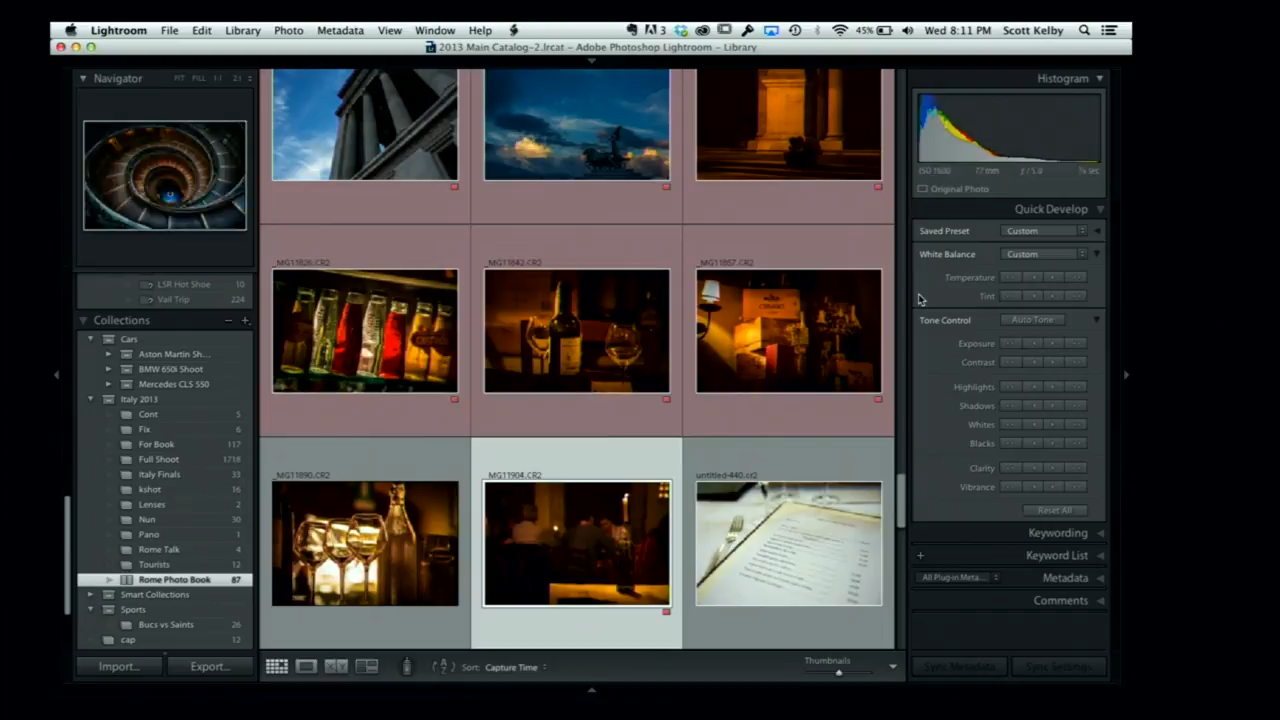 Lightroom File Edit Library Photo Metadata View Window Help 3 45% Wed 8:11 PM Scott Kelby
2013 Main Catalog-2.lrcat - Adobe Photoshop Lightroom - Library
Navigator FIT FILL 1:1 2:1
LSR Hot Shoe 10
Vail Trip 224
Collections
Cars
Aston Martin Sh...
BMW 650i Shoot
Mercedes CLS 550
Italy 2013
Cont 5
Fix 6
For Book 117
Full Shoot 1718
Italy Finals 33
kshot 16
Lenses 2
Nun 30
Pano 1
Rome Talk 4
Tourists 12
Rome Photo Book 87
Smart Collections
Sports
Bucs vs Saints 26
cap 12
Import... Export...
_MG11826.CR2 _MG11842.CR2 _MG11857.CR2
_MG11890.CR2 _MG11904.CR2 untitled-440.cr2
Sort: Capture Time
Thumbnails
Histogram
77 mm
Original Photo
Quick Develop
Saved Preset Custom
White Balance Custom
Temperature
Tint
Tone Control Auto Tone
Exposure
Contrast
Highlights
Shadows
Whites
Blacks
Clarity
Vibrance
Reset All
Keywording
Keyword List
All Plug-in Meta... Metadata
Comments
Sync Metadata Sync Settings